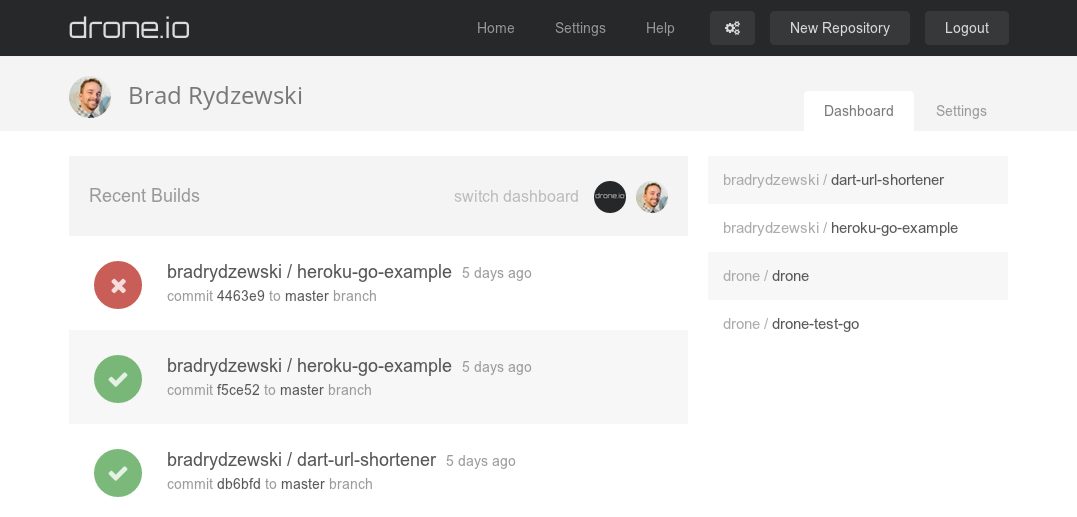 drone.io Home Settings Help New Repository Logout
Brad Rydzewski
Dashboard Settings
Recent Builds switch dashboard drone.io
bradrydzewski / heroku-go-example 5 days ago
commit 4463e9 to master branch
bradrydzewski / heroku-go-example 5 days ago
commit f5ce52 to master branch
bradrydzewski / dart-url-shortener 5 days ago
commit db6bfd to master branch
bradrydzewski / dart-url-shortener
bradrydzewski / heroku-go-example
drone / drone
drone / drone-test-go